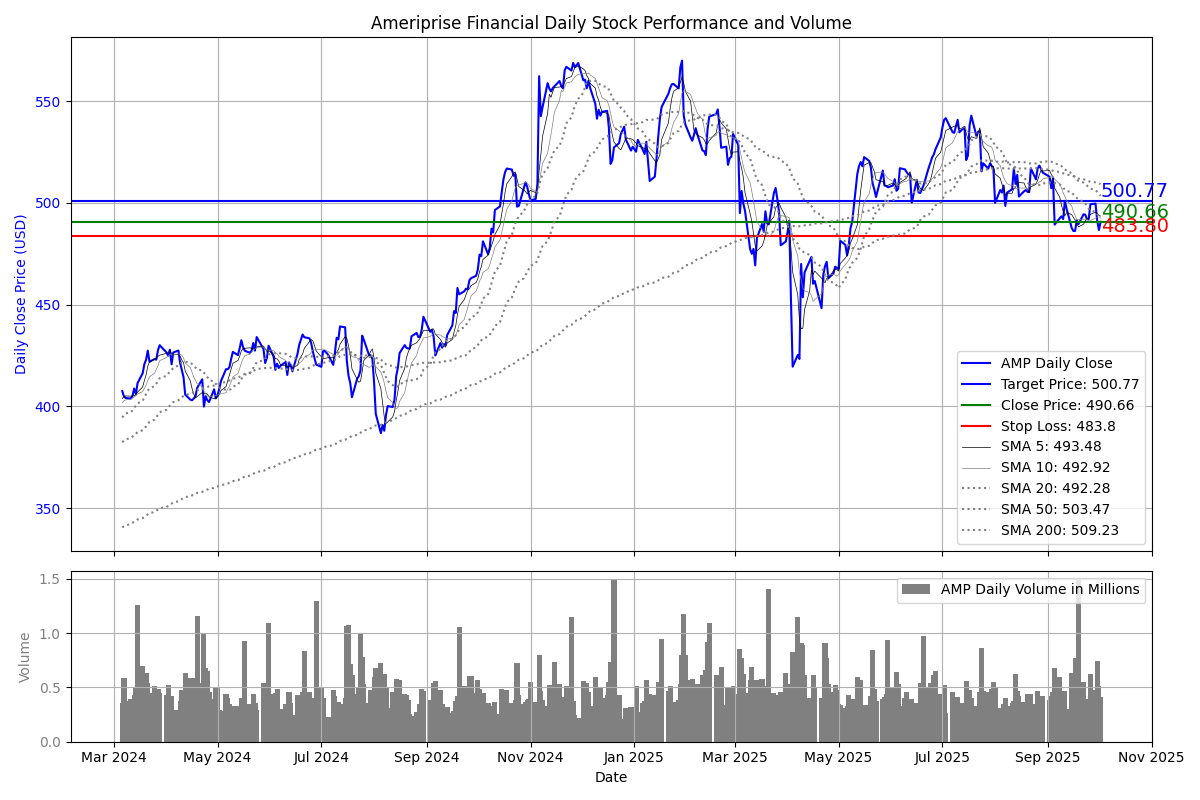 Ameriprise Financial Daily Stock Performance and Volume
Daily Close Price (USD)
550
500
450
400
350
500.77
490.66
483.80
AMP Daily Close
Target Price: 500.77
Close Price: 490.66
Stop Loss: 483.8
SMA 5: 493.48
SMA 10: 492.92
SMA 20: 492.28
SMA 50: 503.47
SMA 200: 509.23
Volume
1.5
1.0
0.5
0.0
AMP Daily Volume in Millions
Mar 2024 May 2024 Jul 2024 Sep 2024 Nov 2024 Jan 2025 Mar 2025 May 2025 Jul 2025 Sep 2025 Nov 2025
Date